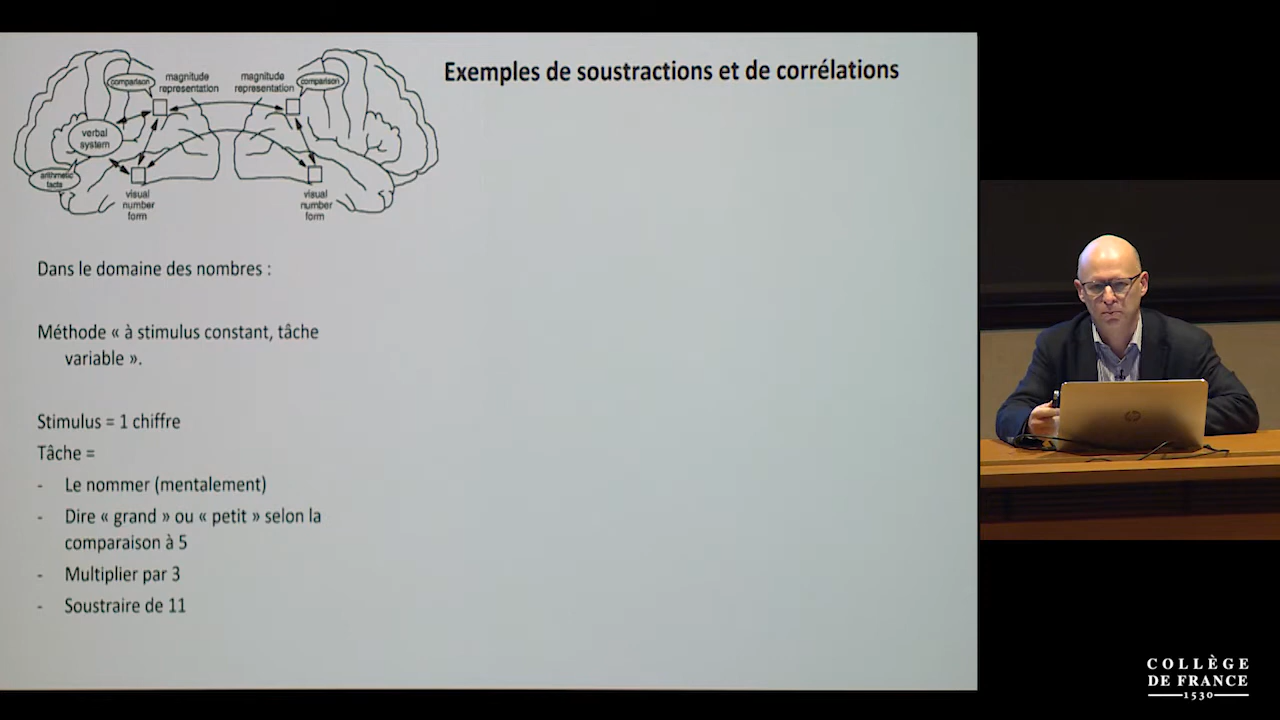 Exemples de soustractions et de corrélations
comparison
magnitude
representation
magnitude
representation
comparison
verbal
system
arithmetic
facts
visual
number
form
visual
number
form
Dans le domaine des nombres :
Méthode « à stimulus constant, tâche
variable ».
Stimulus = 1 chiffre
Tâche =
- Le nommer (mentalement)
- Dire « grand » ou « petit » selon la
comparaison à 5
- Multiplier par 3
- Soustraire de 11
hp
COLLÈGE
DE FRANCE
1530